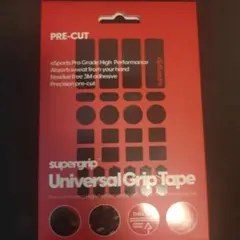 PRE-CUT
eSports Pro Grade High Performance
Absorb sweat from your hand
Residue free 3M adhesive
Precision pre-cut
supergrip
supergrip
Universal Grip Tape